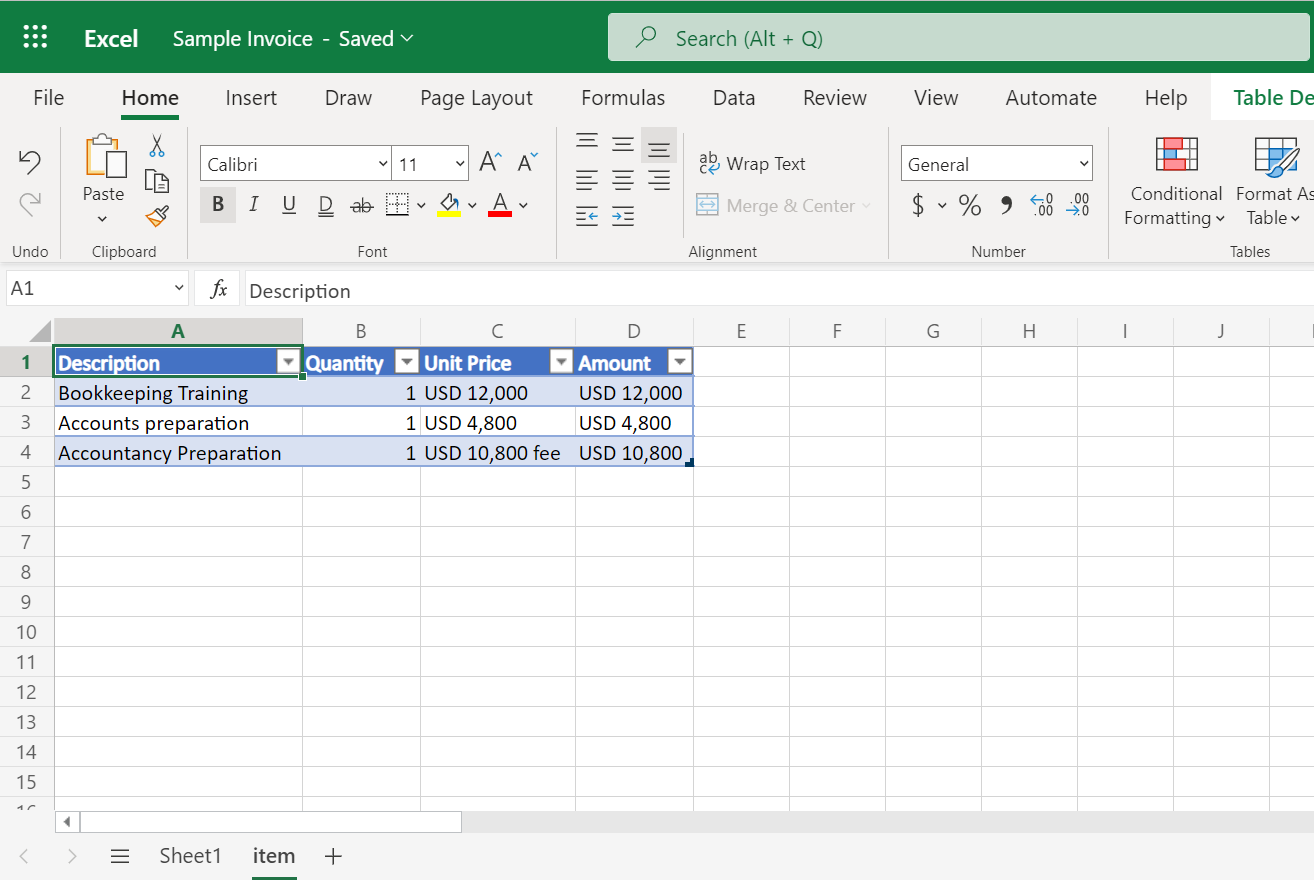 Excel Sample Invoice - Saved Search (Alt + Q)
File Home Insert Draw Page Layout Formulas Data Review View Automate Help Table De
Calibri 11 A^ Aˇ ab c Wrap Text General Conditional Formatting Format As Table
Paste B I U D ab A Merge & Center $ % 9 .00 .00
Undo Clipboard Font Alignment Number Tables
A1 fx Description
A B C D E F G H I J
1 Description Quantity Unit Price Amount
2 Bookkeeping Training 1 USD 12,000 USD 12,000
3 Accounts preparation 1 USD 4,800 USD 4,800
4 Accountancy Preparation 1 USD 10,800 fee USD 10,800
5
6
7
8
9
10
11
12
13
14
15
Sheet1 item +